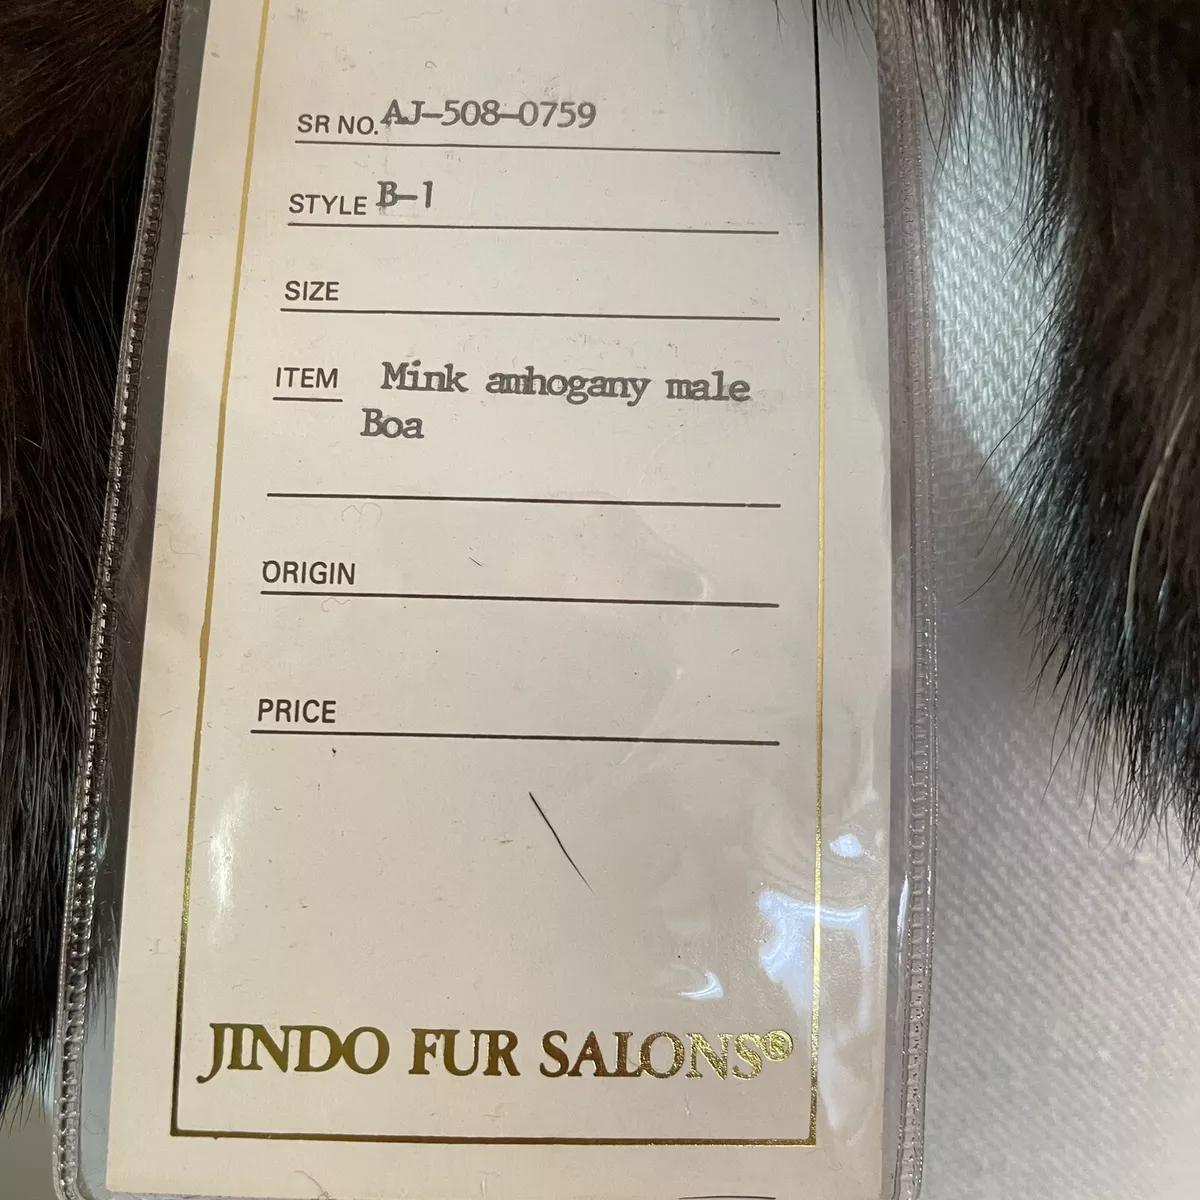 SR NO. AJ-508-0759
STYLE B-1
SIZE
ITEM Mink amhogany male
Boa
ORIGIN
PRICE
JINDO FUR SALONS®